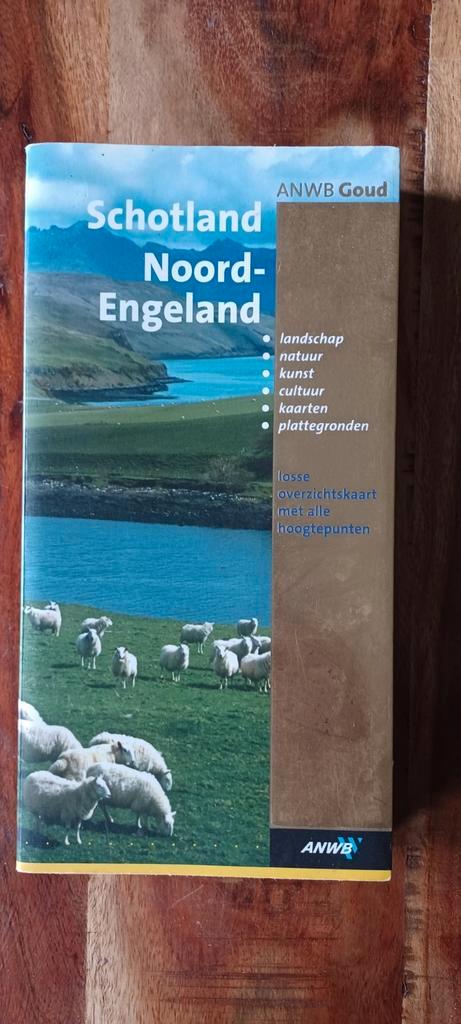 ANWB Goud
Schotland
Noord-
Engeland
• landschap
• natuur
• kunst
• cultuur
• kaarten
• plattegronden
losse
overzichtskaart
met alle
hoogtepunten
ANWB